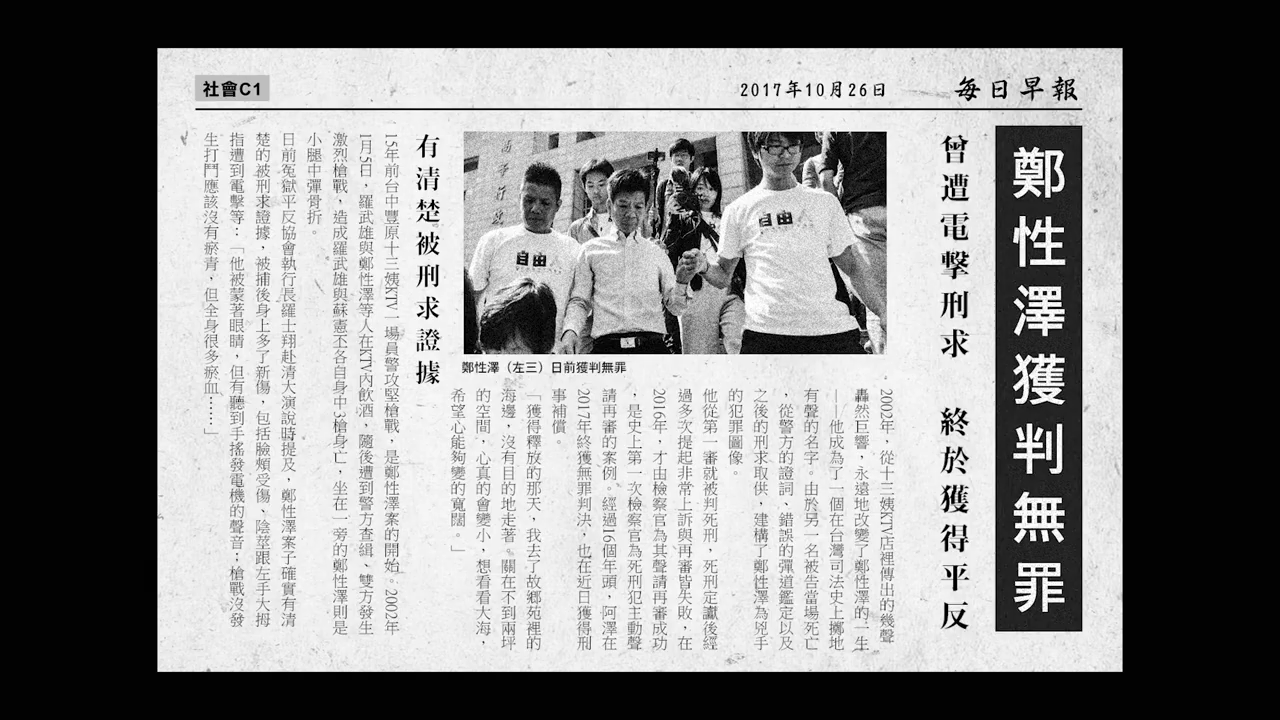 每日早報
2017年10月26日
社會C1
鄭性澤獲判無罪
曾遭電擊刑求 終於獲得平反
自由
自由
鄭性澤（左三）日前獲判無罪
2002年，從十三姨KTV店裡傳出的幾聲
轟然巨響，永遠地改變了鄭性澤的一生
——他成為了一個在台灣司法史上擲地
有聲的名字。由於另一名被告當場死亡
，從警方的證詞、錯誤的彈道鑑定以及
之後的刑求取供，建構了鄭性澤為兇手
的犯罪圖像。
他從第一審就被判死刑，死刑定讞後經
過多次提起非常上訴與再審皆失敗，在
2016年，才由檢察官為其聲請再審成功
，是史上第一次檢察官為死刑犯主動聲
請再審的案例。經過16個年頭，阿澤在
2017年終獲無罪判決，也在近日獲得刑
事補償。
「獲得釋放的那天，我去了故鄉苑裡的
海邊，沒有目的地走著。關在不到兩坪
的空間，心真的會變小，想看看大海，
希望心能夠變的寬闊。」
有清楚被刑求證據
15年前台中豐原十三姨KTV一場員警攻堅槍戰，是鄭性澤案的開始。2002年
1月5日，羅武雄與鄭性澤等人在KTV內飲酒，隨後遭到警方查緝、雙方發生
激烈槍戰，造成羅武雄與蘇憲丕各自身中3槍身亡，坐在一旁的鄭性澤則是
小腿中彈骨折。
日前冤獄平反協會執行長羅士翔赴清大演說時提及，鄭性澤案子確實有清
楚的被刑求證據，被捕後身上多了新傷，包括臉頰受傷、陰莖跟左手大拇
指遭到電擊等：「他被蒙著眼睛，但有聽到手搖發電機的聲音；槍戰沒發
生打鬥應該沒有瘀青，但全身很多瘀血……」